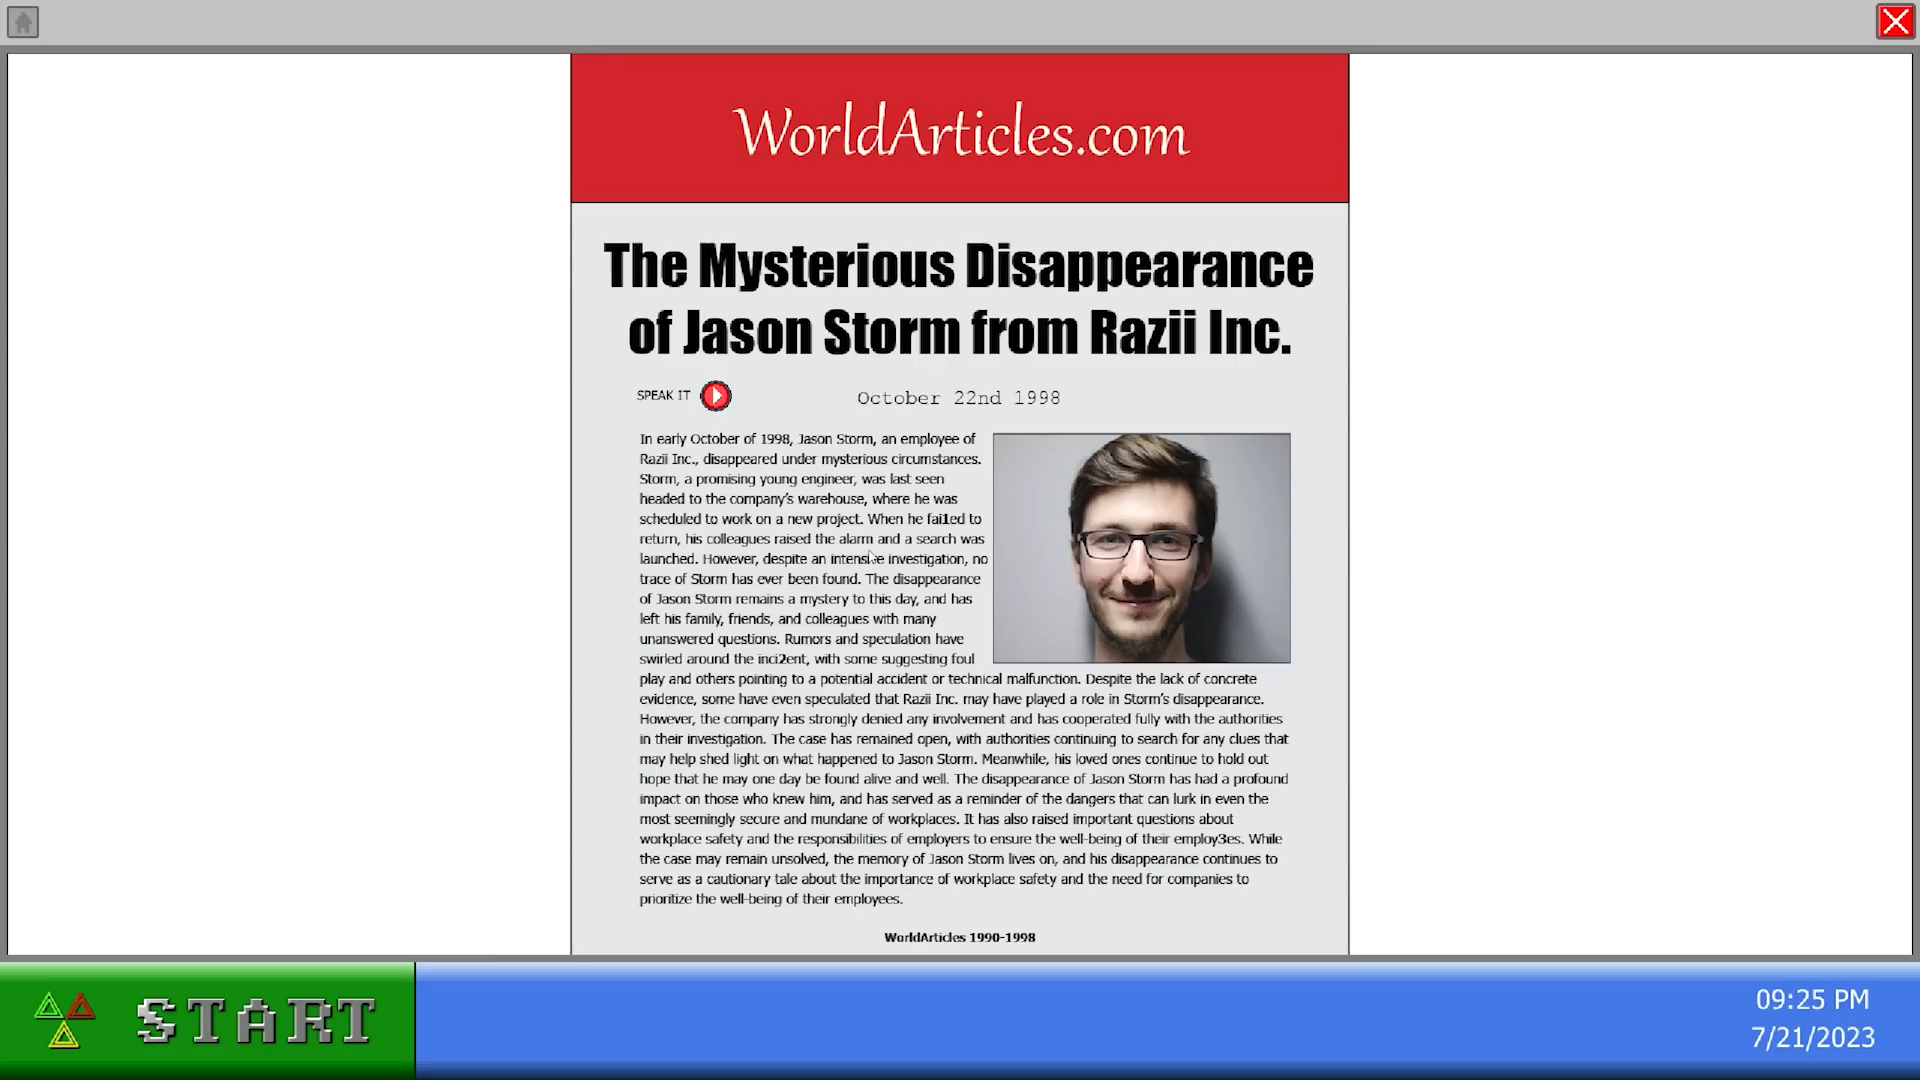 WorldArticles.com
The Mysterious Disappearance
of Jason Storm from Razii Inc.
SPEAK IT
October 22nd 1998
In early October of 1998, Jason Storm, an employee of
Razii Inc., disappeared under mysterious circumstances.
Storm, a promising young engineer, was last seen
headed to the company's warehouse, where he was
scheduled to work on a new project. When he fai1ed to
return, his colleagues raised the alarm and a search was
launched. However, despite an intensive investigation, no
trace of Storm has ever been found. The disappearance
of Jason Storm remains a mystery to this day, and has
left his family, friends, and colleagues with many
unanswered questions. Rumors and speculation have
swirled around the inci2ent, with some suggesting foul
play and others pointing to a potential accident or technical malfunction. Despite the lack of concrete
evidence, some have even speculated that Razii Inc. may have played a role in Storm's disappearance.
However, the company has strongly denied any involvement and has cooperated fully with the authorities
in their investigation. The case has remained open, with authorities continuing to search for any clues that
may help shed light on what happened to Jason Storm. Meanwhile, his loved ones continue to hold out
hope that he may one day be found alive and well. The disappearance of Jason Storm has had a profound
impact on those who knew him, and has served as a reminder of the dangers that can lurk in even the
most seemingly secure and mundane of workplaces. It has also raised important questions about
workplace safety and the responsibilities of employers to ensure the well-being of their employ3es. While
the case may remain unsolved, the memory of Jason Storm lives on, and his disappearance continues to
serve as a cautionary tale about the importance of workplace safety and the need for companies to
prioritize the well-being of their employees.
WorldArticles 1990-1998
START
09:25 PM
7/21/2023